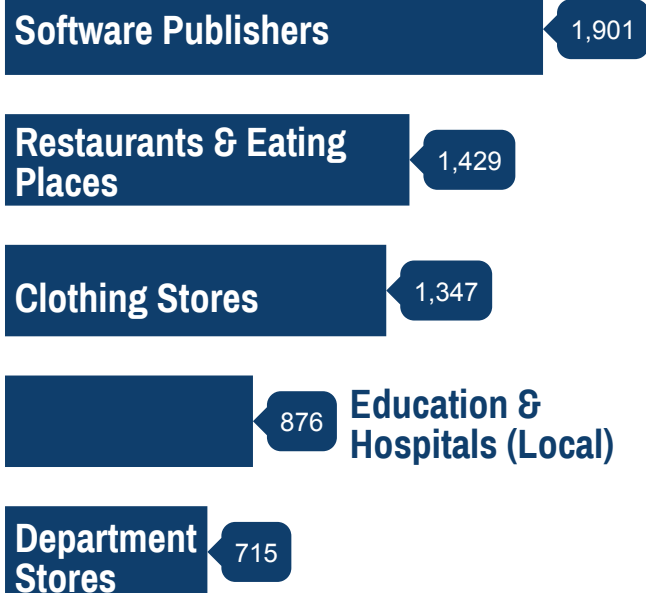 Software Publishers
1,901
Restaurants & Eating
Places
1,429
Clothing Stores
1,347
876
Education &
Hospitals (Local)
Department
Stores
715